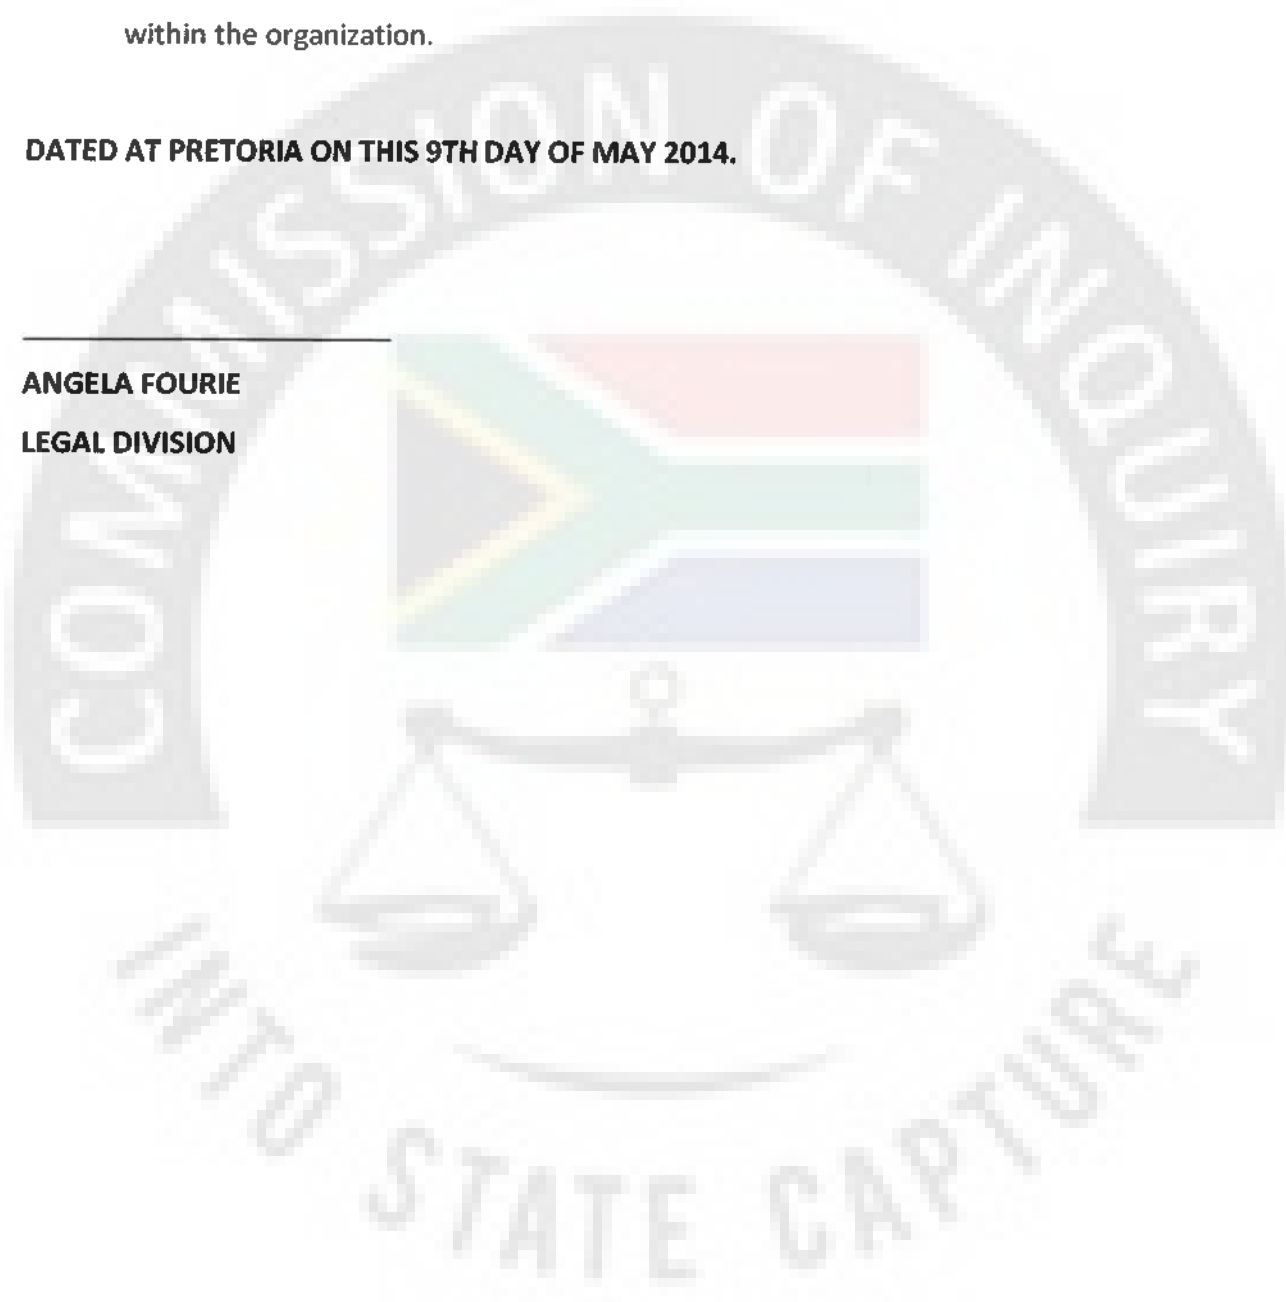 within the organization.
DATED AT PRETORIA ON THIS 9TH DAY OF MAY 2014.
ANGELA FOURIE
LEGAL DIVISION
COMMISSION OF INQUIRY
INTO STATE CAPTURE